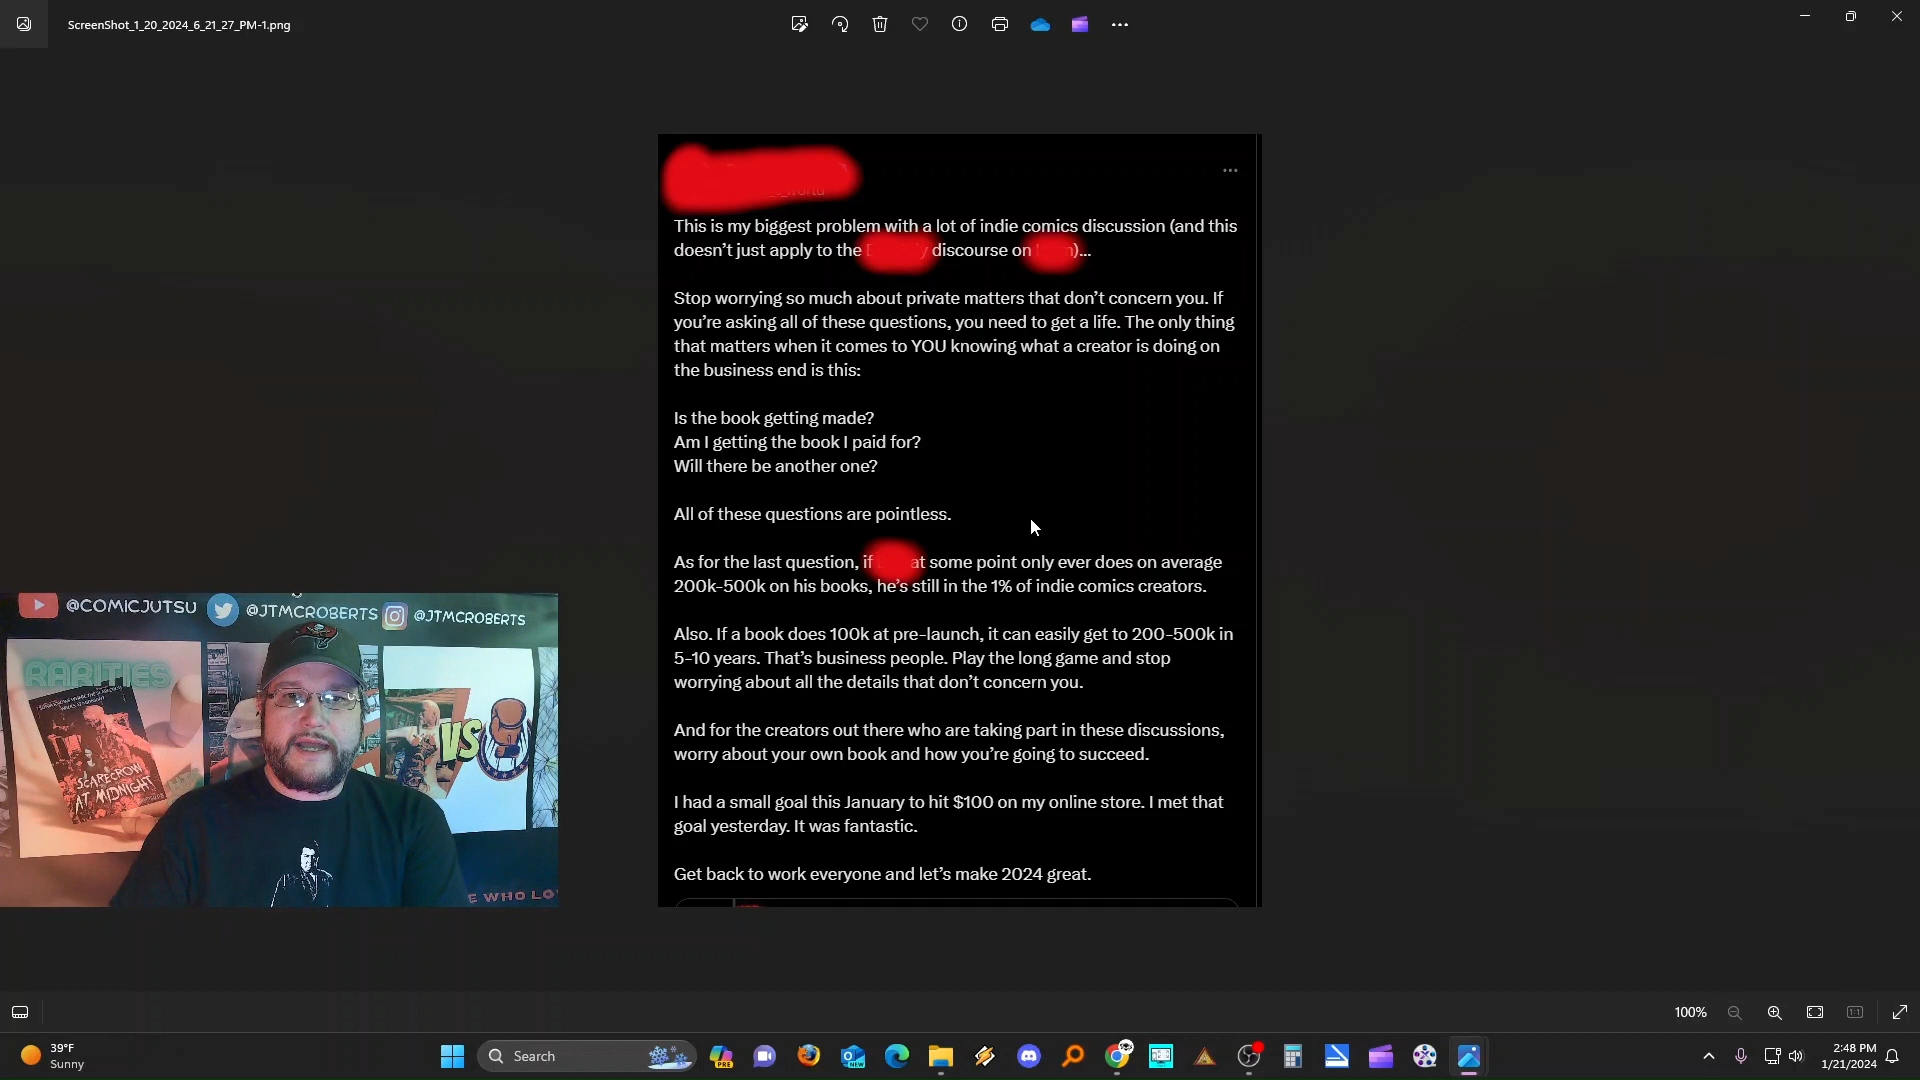 ScreenShot_1_20_2024_6_21_27_PM-1.png
This is my biggest problem with a lot of indie comics discussion (and this
doesn't just apply to the discourse on )...
Stop worrying so much about private matters that don't concern you. If
you're asking all of these questions, you need to get a life. The only thing
that matters when it comes to YOU knowing what a creator is doing on
the business end is this:
Is the book getting made?
Am I getting the book I paid for?
Will there be another one?
All of these questions are pointless.
As for the last question, if at some point only ever does on average
200k-500k on his books, he's still in the 1% of indie comics creators.
Also. If a book does 100k at pre-launch, it can easily get to 200-500k in
5-10 years. That's business people. Play the long game and stop
worrying about all the details that don't concern you.
And for the creators out there who are taking part in these discussions,
worry about your own book and how you're going to succeed.
I had a small goal this January to hit $100 on my online store. I met that
goal yesterday. It was fantastic.
Get back to work everyone and let's make 2024 great.
@COMICJUTSU @JTMCROBERTS @JTMCROBERTS
RARITIES
SCARECROW
AT MIDNIGHT
VS
E WHO LO
100%
1:1
39°F
Sunny
Search
PRE
NEW
2:48 PM
1/21/2024